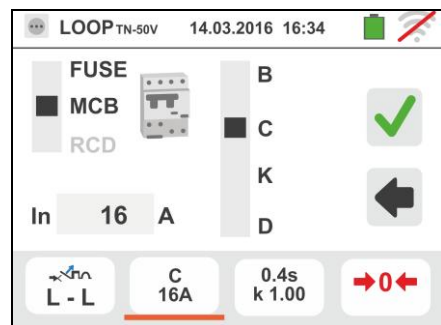 LOOP TN-50V 14.03.2016 16:34
FUSE
MCB
RCD
B
C
K
D
In 16 A
L - L
C
16A
0.4s
k 1.00
→0←